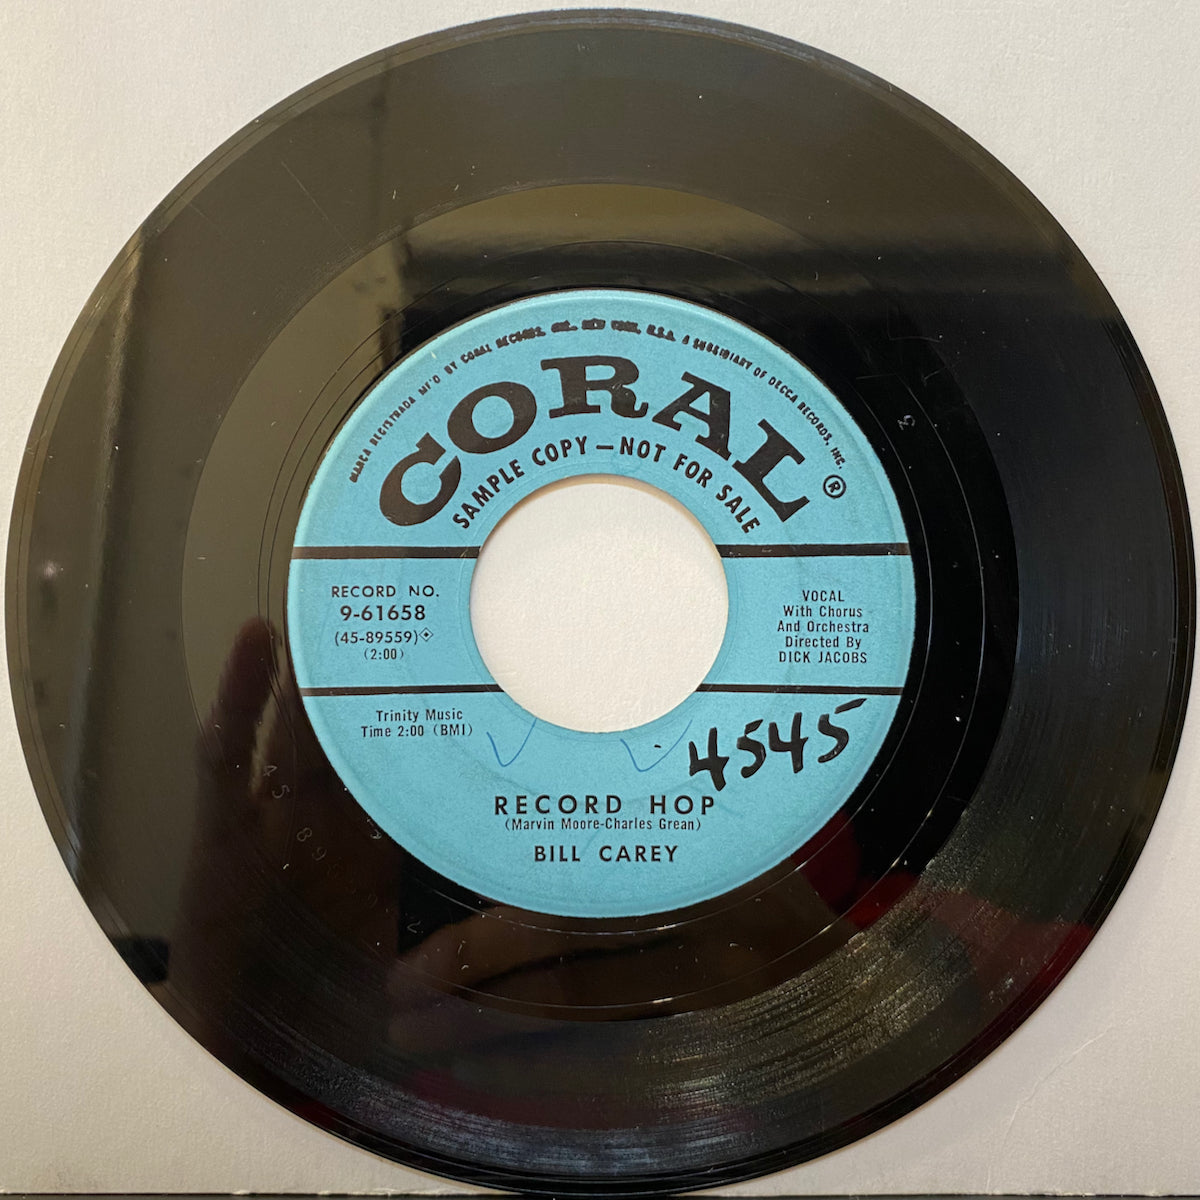 MARCA REGISTRADA MF'D BY CORAL RECORDS, INC., NEW YORK, U.S.A. A SUBSIDIARY OF DECCA RECORDS, INC.
CORAL ®
SAMPLE COPY — NOT FOR SALE
RECORD NO.
9-61658
(45-89559)
(2:00)
VOCAL
With Chorus
And Orchestra
Directed By
DICK JACOBS
Trinity Music
Time 2:00 (BMI)
4545
RECORD HOP
(Marvin Moore-Charles Grean)
BILL CAREY